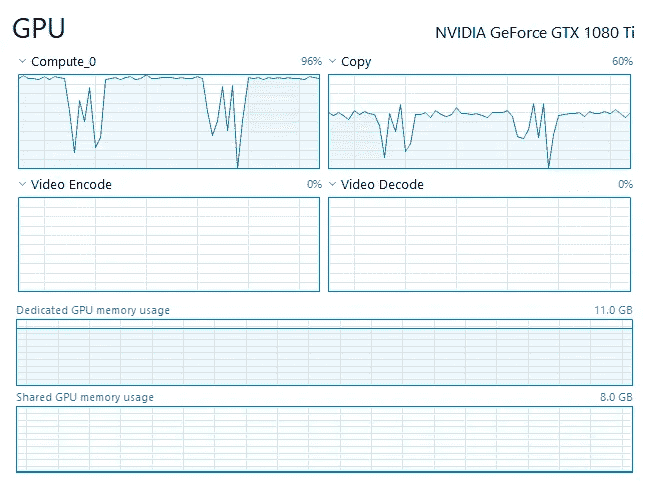 GPU
NVIDIA GeForce GTX 1080 Ti
Compute_0 96%
Copy 60%
Video Encode 0%
Video Decode 0%
Dedicated GPU memory usage 11.0 GB
Shared GPU memory usage 8.0 GB